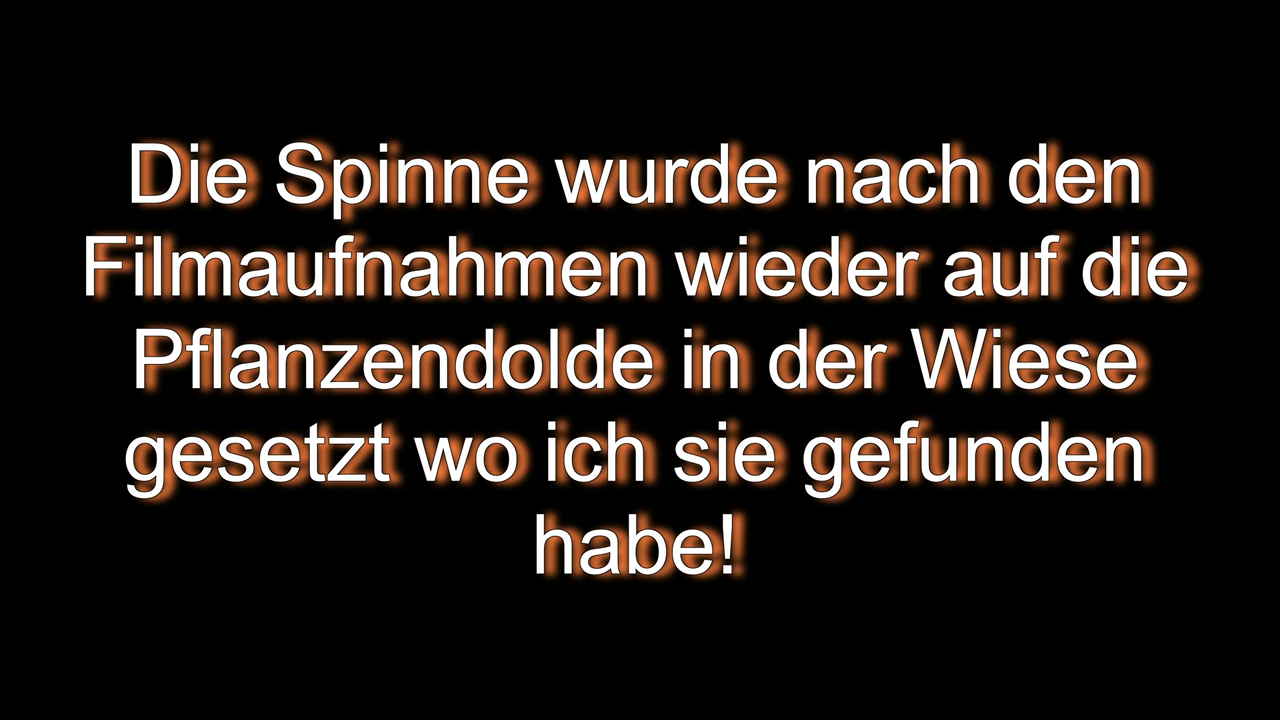 Die Spinne wurde nach den
Filmaufnahmen wieder auf die
Pflanzendolde in der Wiese
gesetzt wo ich sie gefunden
habe!